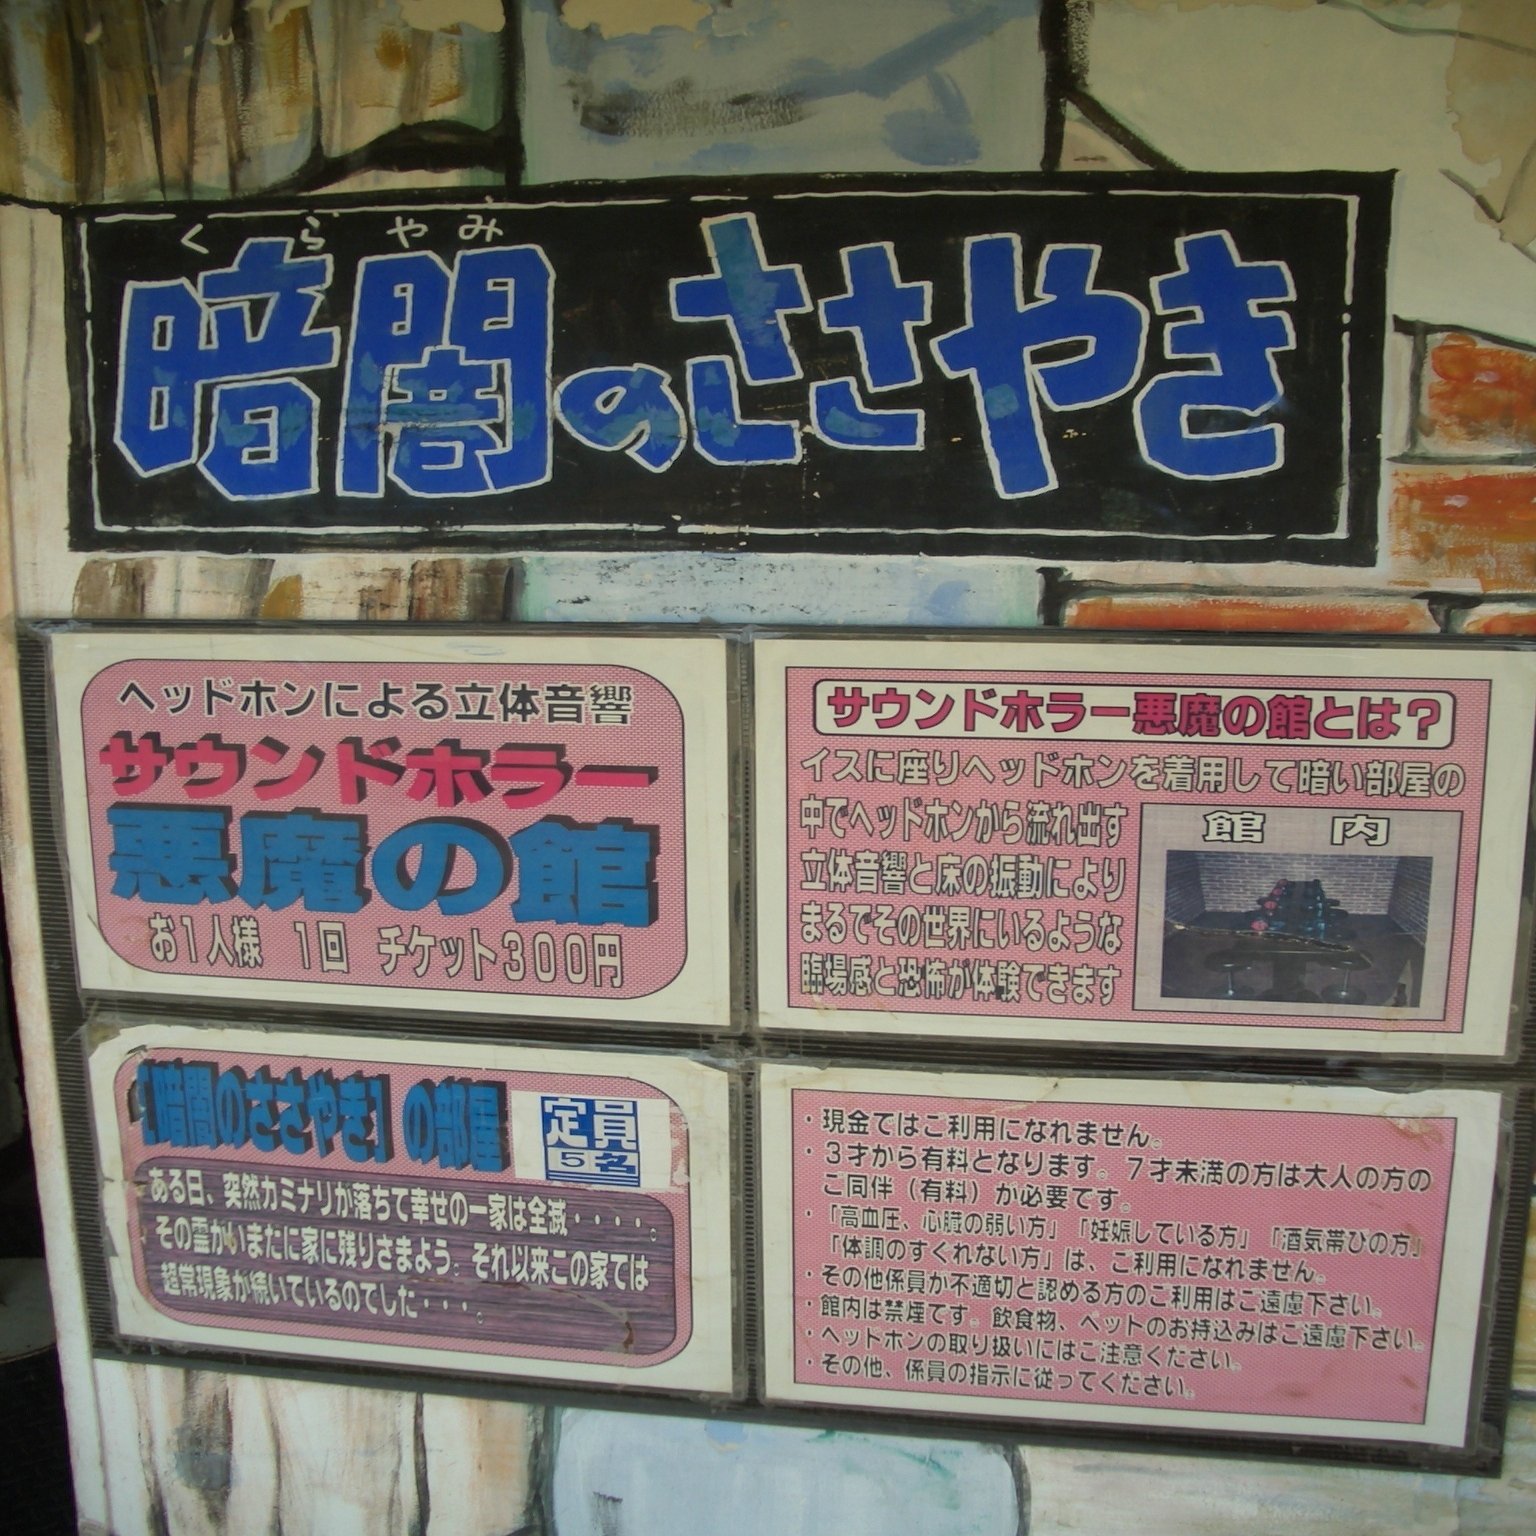 くらやみ
暗闇のささやき
ヘッドホンによる立体音響
サウンドホラー
悪魔の館
お1人様 1回 チケット300円
サウンドホラー悪魔の館とは？
イスに座りヘッドホンを着用して暗い部屋の
中でヘッドホンから流れ出す
立体音響と床の振動により
まるでその世界にいるような
臨場感と恐怖が体験できます
館 内
［暗闇のささやき］の部屋
定員
5名
ある日、突然カミナリが落ちて幸せの一家は全滅・・・・。
その霊がいまだに家に残りさまよう。それ以来この家では
超常現象が続いているのでした・・・。
・現金ではご利用になれません。
・3才から有料となります。7才未満の方は大人の方の
ご同伴（有料）が必要です。
・「高血圧、心臓の弱い方」「妊娠している方」「酒気帯びの方」
「体調のすぐれない方」は、ご利用になれません。
・その他係員が不適切と認める方のご利用はご遠慮下さい。
・館内は禁煙です。飲食物、ペットのお持込みはご遠慮下さい。
・ヘットホンの取り扱いにはご注意ください。
・その他、係員の指示に従ってください。